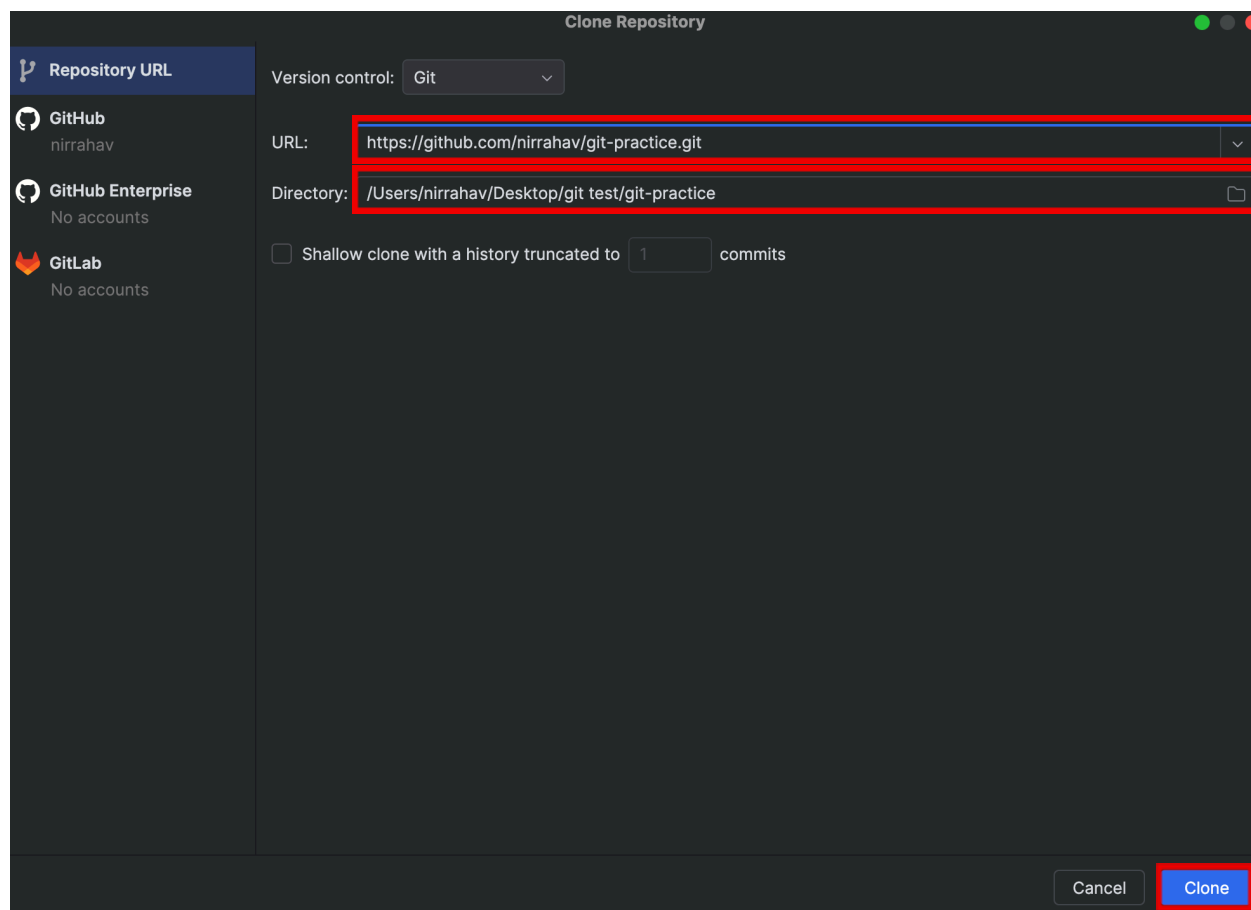 Clone Repository
Repository URL
GitHub
nirrahav
GitHub Enterprise
No accounts
GitLab
No accounts
Version control: Git
URL: https://github.com/nirrahav/git-practice.git
Directory: /Users/nirrahav/Desktop/git test/git-practice
Shallow clone with a history truncated to 1 commits
Cancel Clone